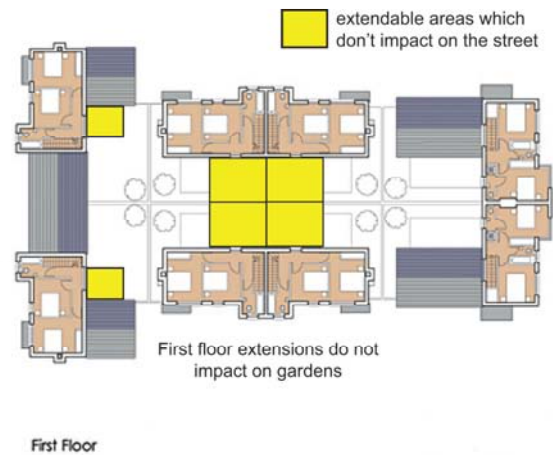 extendable areas which
don't impact on the street
First floor extensions do not
impact on gardens
First Floor